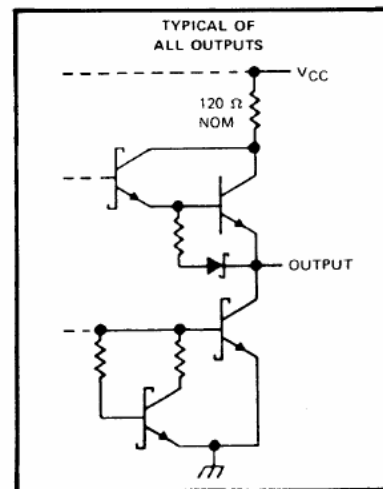 TYPICAL OF
ALL OUTPUTS
VCC
120 Ω
NOM
OUTPUT